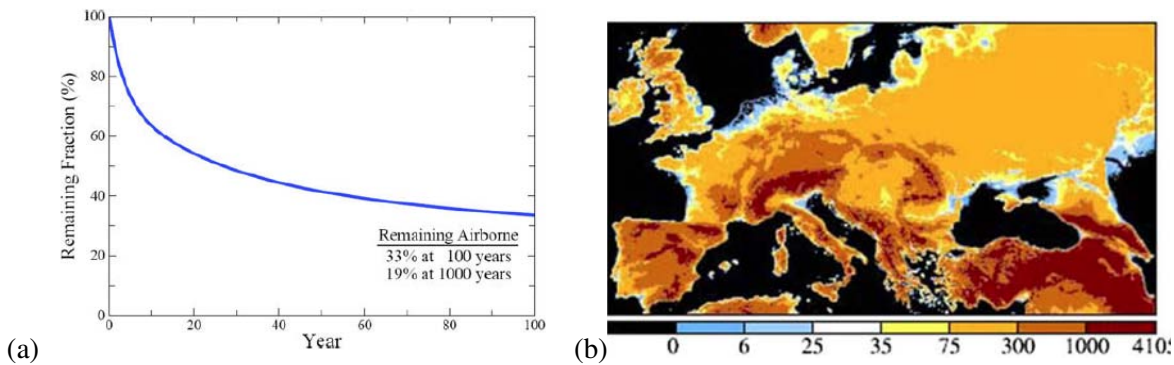 100
80
60
40
20
0
Remaining Fraction (%)
Remaining Airborne
33% at 100 years
19% at 1000 years
0 20 40 60 80 100
Year
(a)
(b)
0 6 25 35 75 300 1000 4105